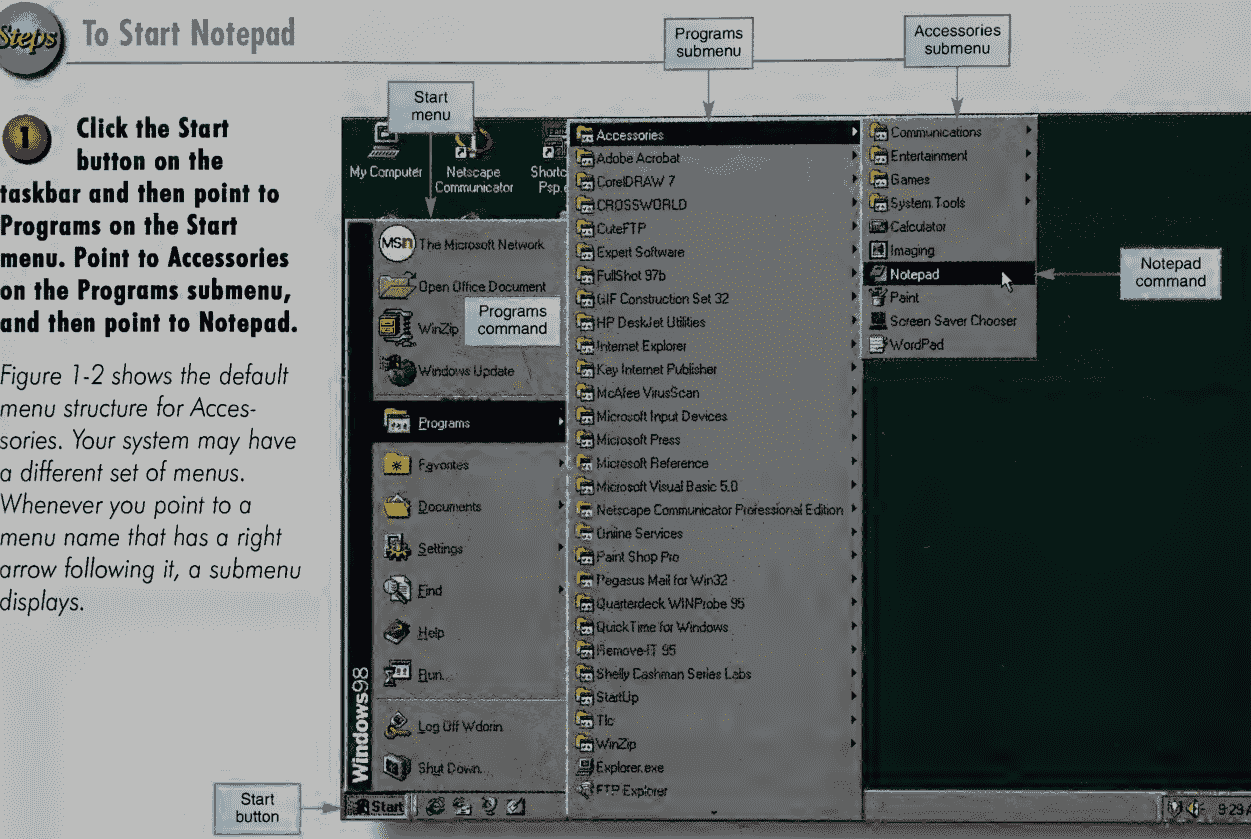 Steps
To Start Notepad
1
Click the Start
button on the
taskbar and then point to
Programs on the Start
menu. Point to Accessories
on the Programs submenu,
and then point to Notepad.
Figure 1-2 shows the default
menu structure for Acces-
sories. Your system may have
a different set of menus.
Whenever you point to a
menu name that has a right
arrow following it, a submenu
displays.
Start
menu
Programs
submenu
Accessories
submenu
My Computer
Netscape
Communicator
Shortc
Psp.e
MSN
The Microsoft Network
Open Office Document
WinZip
Programs
command
Windows Update
Programs
Favorites
Documents
Settings
Find
Help
Run...
Log Off Wdorin
Shut Down...
Windows98
Start
button
Start
Accessories
Adobe Acrobat
CorelDRAW 7
CROSSWORLD
CuteFTP
Expert Software
FullShot 97b
GIF Construction Set 32
HP DeskJet Utilities
Internet Explorer
Key Internet Publisher
McAfee VirusScan
Microsoft Input Devices
Microsoft Press
Microsoft Reference
Microsoft Visual Basic 5.0
Netscape Communicator Professional Edition
Online Services
Paint Shop Pro
Pegasus Mail for Win32
Quarterdeck WINProbe 95
QuickTime for Windows
Remove-IT 95
Shelly Cashman Series Labs
StartUp
Tlc
WinZip
Explorer.exe
FTP Explorer
Communications
Entertainment
Games
System Tools
Calculator
Imaging
Notepad
Paint
Screen Saver Chooser
WordPad
Notepad
command
9:29